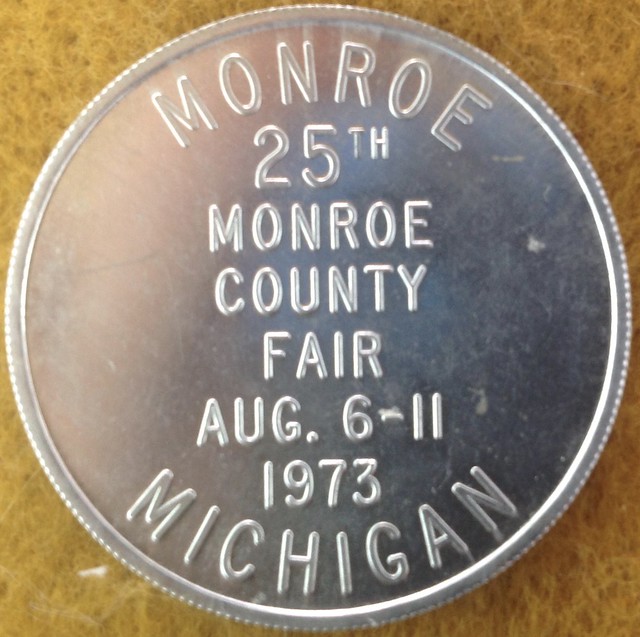 MONROE
25TH
MONROE
COUNTY
FAIR
AUG. 6-11
1973
MICHIGAN